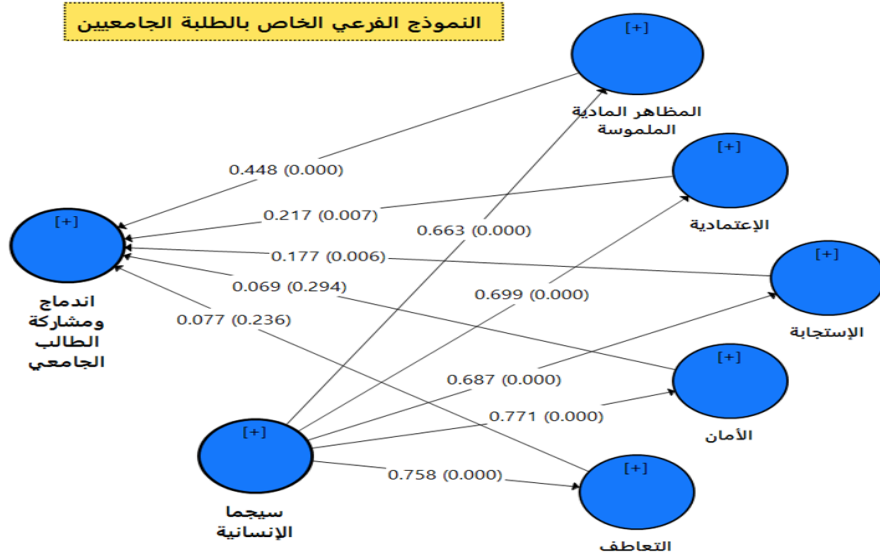 النموذج الفرعي الخاص بالطلبة الجامعيين
[+]
المظاهر المادية
الملموسة
[+]
الإعتمادية
[+]
الإستجابة
[+]
الأمان
[+]
التعاطف
[+]
اندماج
ومشاركة
الطالب
الجامعي
[+]
سيجما
الإنسانية
0.448 (0.000)
0.217 (0.007)
0.663 (0.000)
0.177 (0.006)
0.069 (0.294)
0.699 (0.000)
0.077 (0.236)
0.687 (0.000)
0.771 (0.000)
0.758 (0.000)